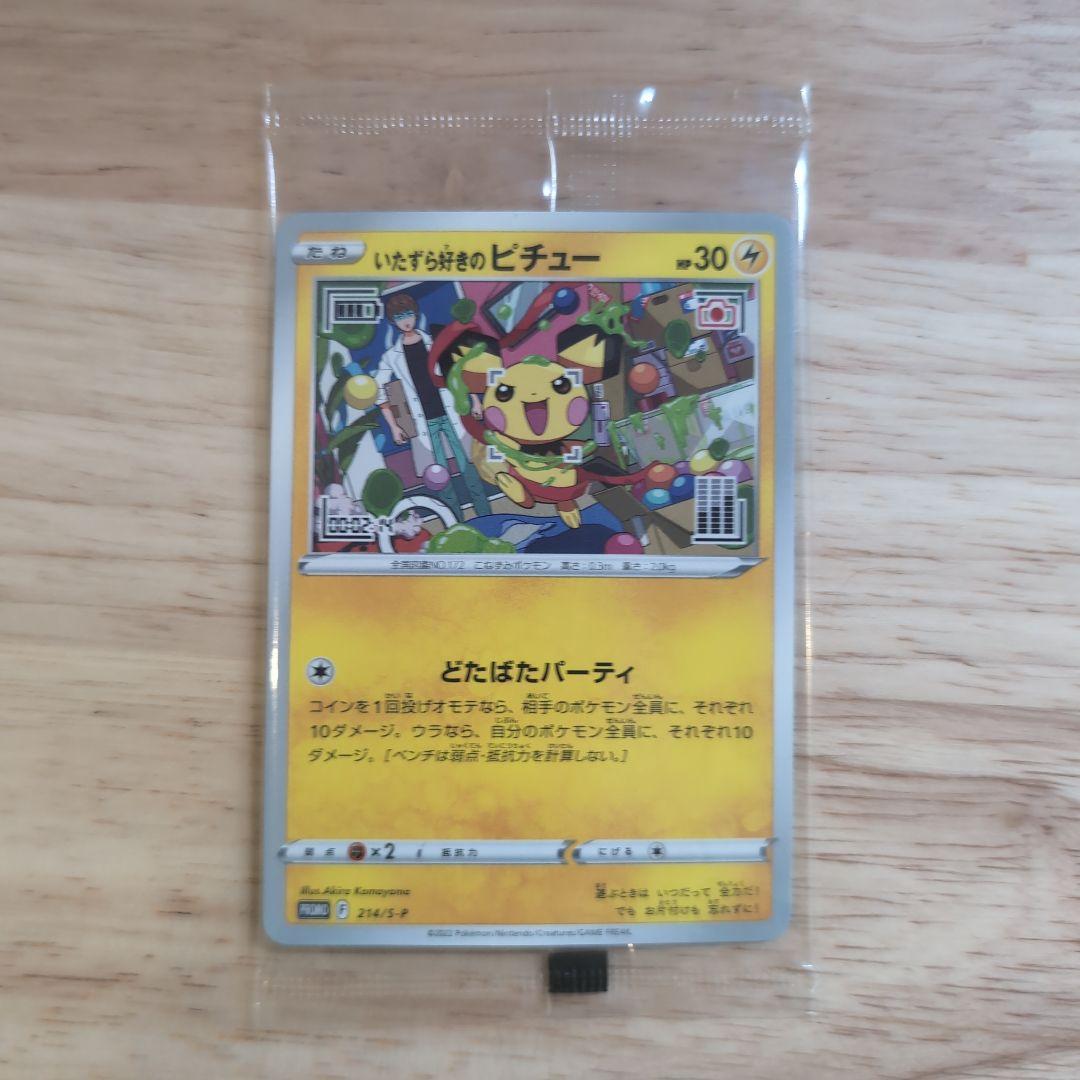 たね いたずら好きのピチュー HP30
00:02:14
全国図鑑NO.172 こねずみポケモン 高さ:0.3m 重さ:2.0kg
どたばたパーティ
コインを1回投げオモテなら、相手のポケモン全員に、それぞれ
10ダメージ。ウラなら、自分のポケモン全員に、それぞれ10
ダメージ。[ベンチは弱点・抵抗力を計算しない。]
弱点 ×2 抵抗力 にげる
Illus.Akira Komayama
遊ぶときは いつだって 全力だ!
でも お片付けも 忘れずに!
PROMO F 214/S-P
©2021 Pokémon/Nintendo/Creatures/GAME FREAK.